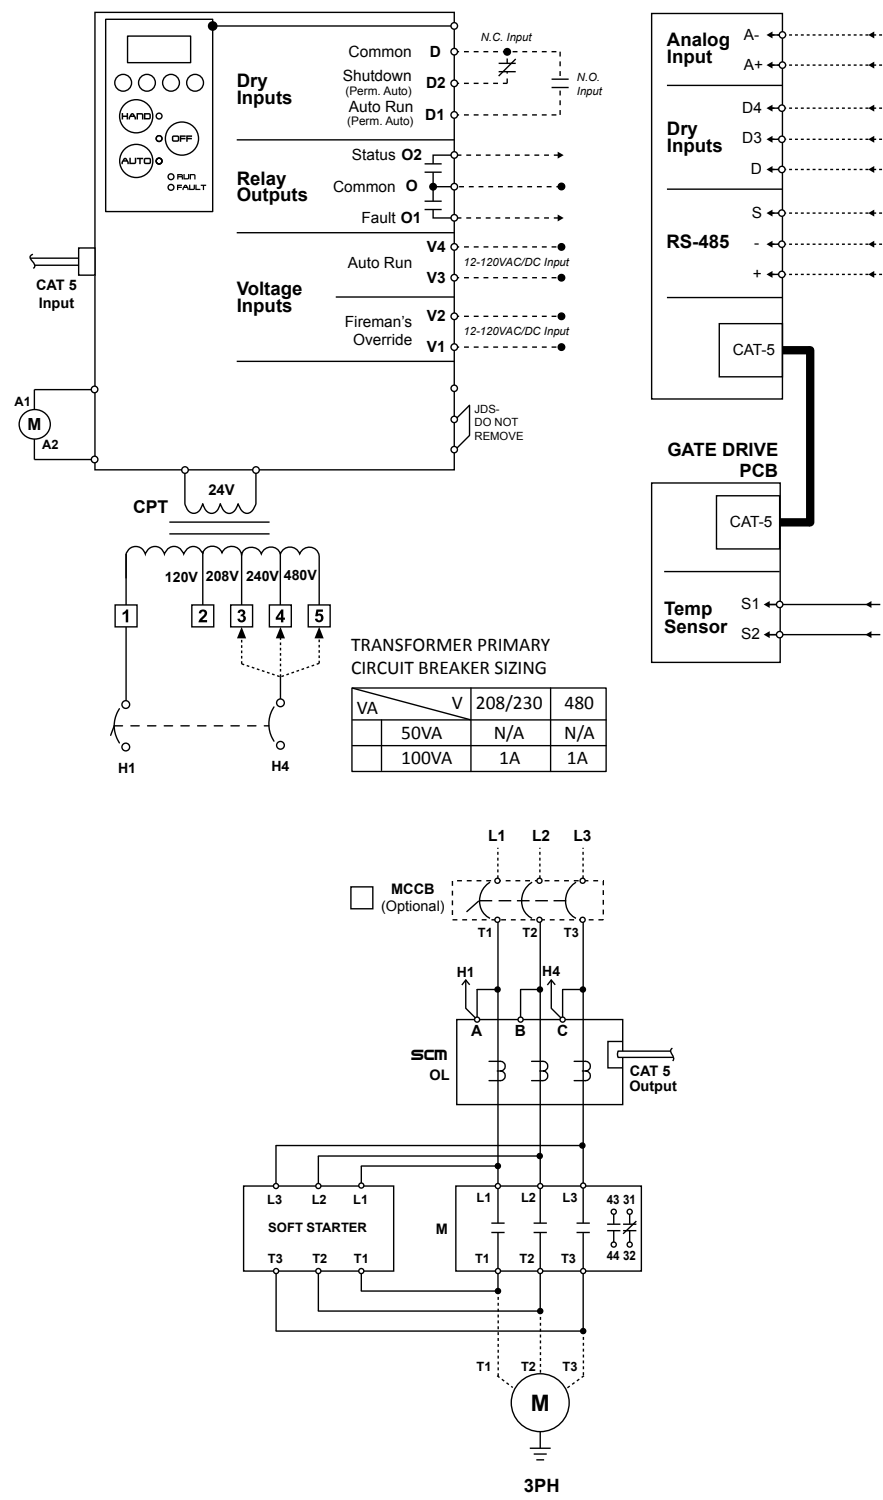 N.C. Input
Common D
Dry
Inputs
Shutdown
(Perm. Auto)
D2
N.O.
Input
Auto Run
(Perm. Auto)
D1
HAND
OFF
AUTO
RUN
FAULT
Status O2
Relay
Outputs
Common O
Fault O1
V4
Auto Run
12-120VAC/DC Input
V3
Voltage
Inputs
V2
Fireman's
Override
12-120VAC/DC Input
V1
CAT 5
Input
A1
M
A2
JDS-
DO NOT
REMOVE
24V
CPT
120V 208V 240V 480V
1 2 3 4 5
H1
H4
Analog
Input
A-
A+
Dry
Inputs
D4
D3
D
RS-485
S
-
+
CAT-5
GATE DRIVE
PCB
CAT-5
Temp
Sensor
S1
S2
TRANSFORMER PRIMARY
CIRCUIT BREAKER SIZING
VA V 208/230 480
50VA N/A N/A
100VA 1A 1A
L1 L2 L3
MCCB
(Optional)
T1 T2 T3
H1 H4
A B C
SCM
OL
CAT 5
Output
L3 L2 L1
SOFT STARTER
T3 T2 T1
L1 L2 L3
43 31
M
44 32
T1 T2 T3
T1 T2 T3
M
3PH